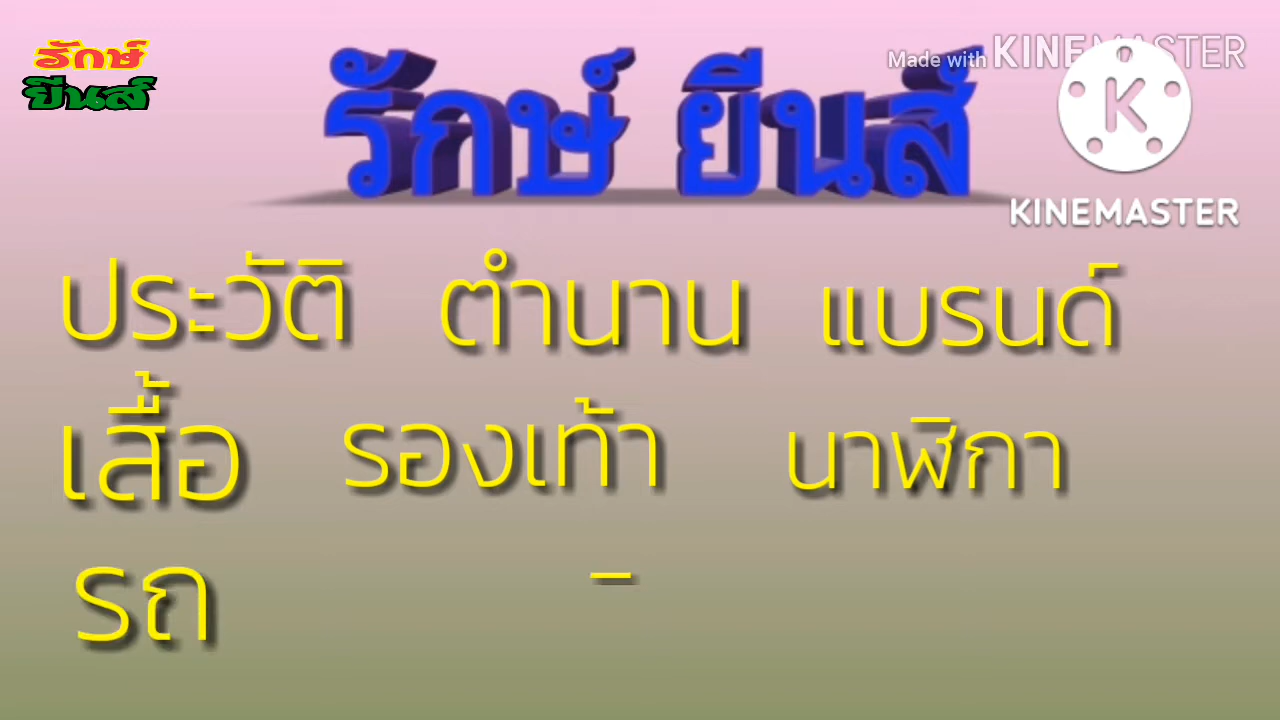 รักษ์
ยีนส์
รักษ์ ยีนส์
Made with KINEMASTER
KINEMASTER
ประวัติ ตำนาน แบรนด์
เสื้อ รองเท้า นาฬิกา
รถ –